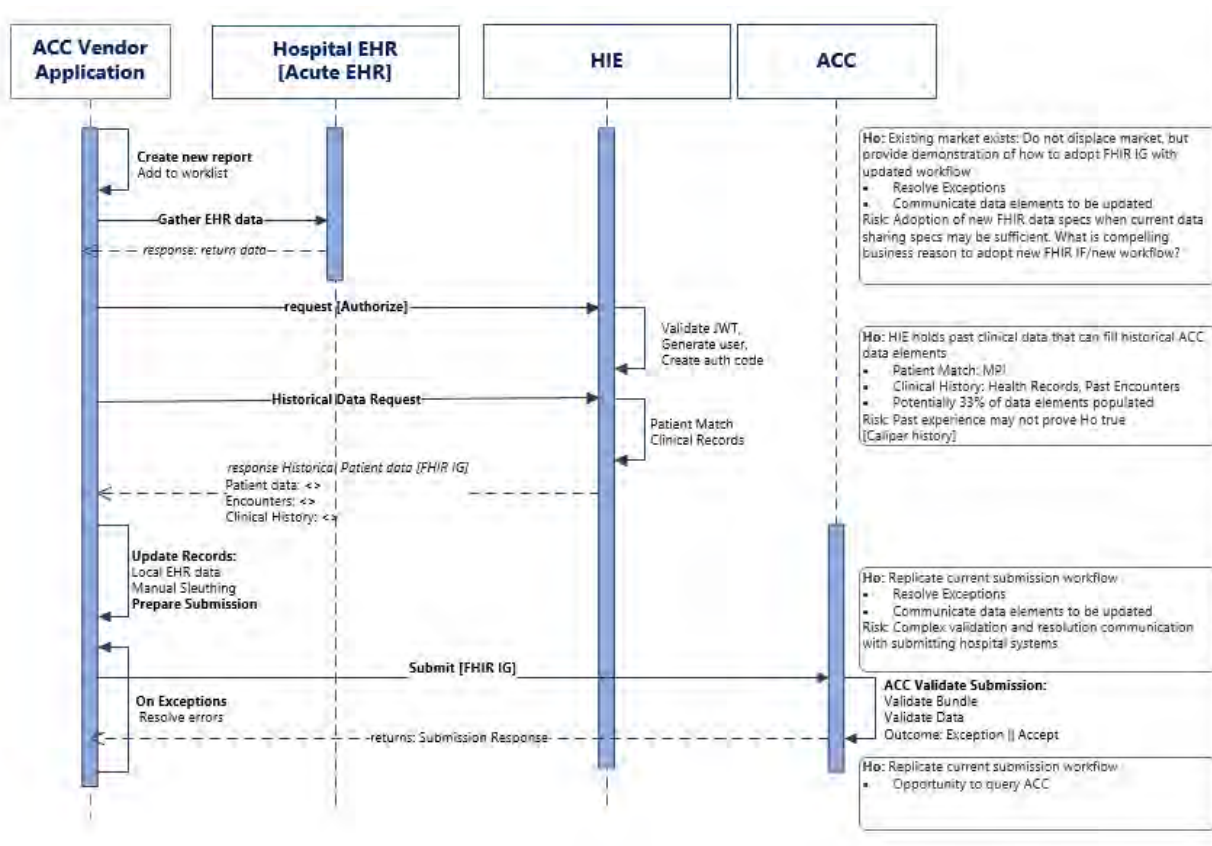 ACC Vendor
Application
Hospital EHR
[Acute EHR]
HIE
ACC
Create new report
Add to worklist
Gather EHR data
response: return data
request [Authorize]
Validate JWT,
Generate user,
Create auth code
Historical Data Request
Patient Match
Clinical Records
response Historical Patient data [FHIR IG]
Patient data: <>
Encounters: <>
Clinical History: <>
Update Records:
Local EHR data
Manual Sleuthing
Prepare Submission
Submit [FHIR IG]
On Exceptions
Resolve errors
ACC Validate Submission:
Validate Bundle
Validate Data
Outcome: Exception || Accept
returns: Submission Response
Ho: Existing market exists: Do not displace market, but
provide demonstration of how to adopt FHIR IG with
updated workflow
• Resolve Exceptions
• Communicate data elements to be updated
Risk: Adoption of new FHIR data specs when current data
sharing specs may be sufficient. What is compelling
business reason to adopt new FHIR IF/new workflow?
Ho: HIE holds past clinical data that can fill historical ACC
data elements
• Patient Match: MPI
• Clinical History: Health Records, Past Encounters
• Potentially 33% of data elements populated
Risk: Past experience may not prove Ho true
[Caliper history]
Ho: Replicate current submission workflow
• Resolve Exceptions
• Communicate data elements to be updated
Risk: Complex validation and resolution communication
with submitting hospital systems
Ho: Replicate current submission workflow
• Opportunity to query ACC